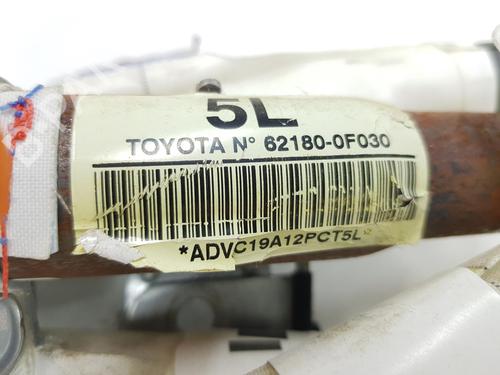 5L
TOYOTA N° 62180-0F030
*ADVC19A12PCT5L*